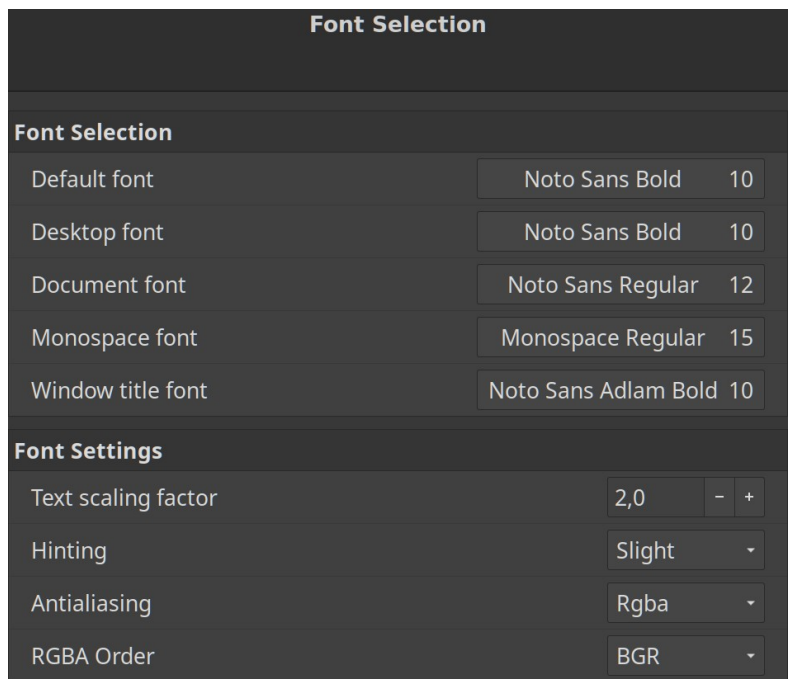 Font Selection
Font Selection
Default font Noto Sans Bold 10
Desktop font Noto Sans Bold 10
Document font Noto Sans Regular 12
Monospace font Monospace Regular 15
Window title font Noto Sans Adlam Bold 10
Font Settings
Text scaling factor 2,0 − +
Hinting Slight
Antialiasing Rgba
RGBA Order BGR